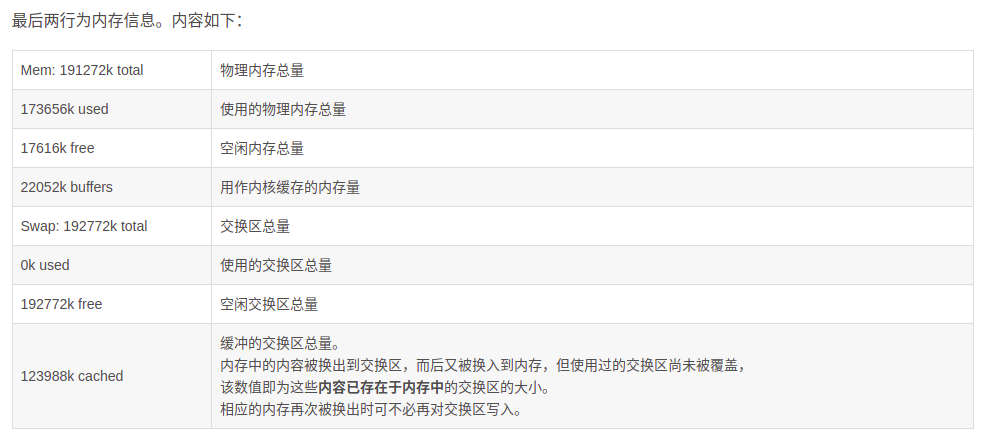 最后两行为内存信息。内容如下：
Mem: 191272k total 物理内存总量
173656k used 使用的物理内存总量
17616k free 空闲内存总量
22052k buffers 用作内核缓存的内存量
Swap: 192772k total 交换区总量
0k used 使用的交换区总量
192772k free 空闲交换区总量
123988k cached 缓冲的交换区总量。
内存中的内容被换出到交换区，而后又被换入到内存，但使用过的交换区尚未被覆盖，
该数值即为这些内容已存在于内存中的交换区的大小。
相应的内存再次被换出时可不必再对交换区写入。